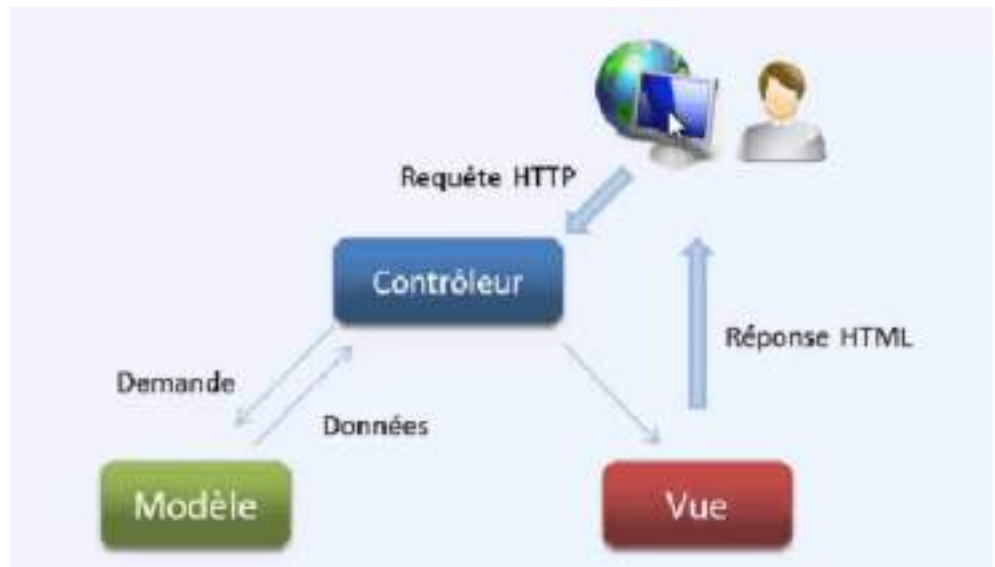 Requête HTTP
Contrôleur
Réponse HTML
Demande
Données
Modèle
Vue